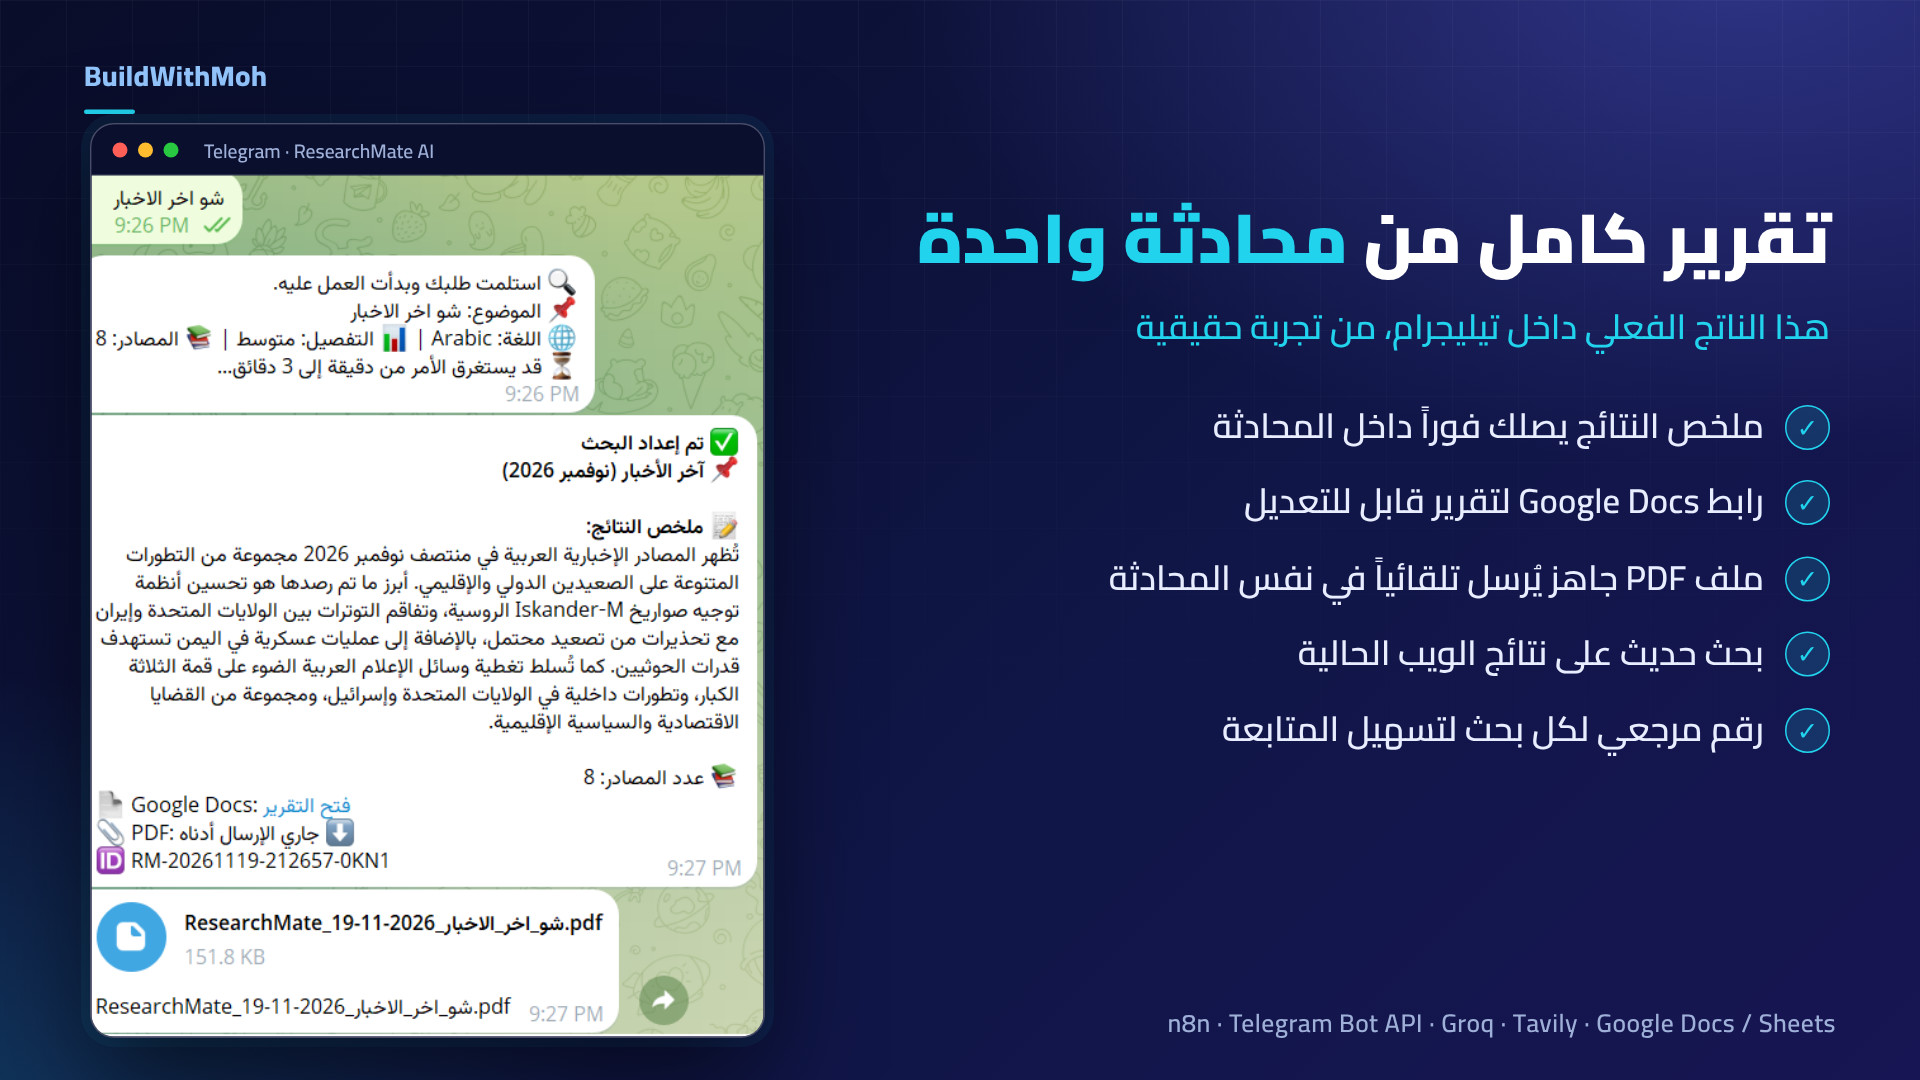 BuildWithMoh
Telegram · ResearchMate AI
شو اخر الاخبار
9:26 PM
🔍 استلمت طلبك وبدأت العمل عليه.
📌 الموضوع: شو اخر الاخبار
🌐 اللغة: Arabic | 📊 التفصيل: متوسط | 📚 المصادر: 8
⏳ قد يستغرق الأمر من دقيقة إلى 3 دقائق...
9:26 PM
✅ تم إعداد البحث
📌 آخر الأخبار (نوفمبر 2026)
📝 ملخص النتائج:
تُظهر المصادر الإخبارية العربية في منتصف نوفمبر 2026 مجموعة من التطورات
المتنوعة على الصعيدين الدولي والإقليمي. أبرز ما تم رصدها هو تحسين أنظمة
توجيه صواريخ Iskander-M الروسية، وتفاقم التوترات بين الولايات المتحدة وإيران
مع تحذيرات من تصعيد محتمل، بالإضافة إلى عمليات عسكرية في اليمن تستهدف
قدرات الحوثيين. كما تُسلط تغطية وسائل الإعلام العربية الضوء على قمة الثلاثة
الكبار، وتطورات داخلية في الولايات المتحدة وإسرائيل، ومجموعة من القضايا
الاقتصادية والسياسية الإقليمية.
📚 عدد المصادر: 8
📄 Google Docs: فتح التقرير
📎 PDF: جاري الإرسال أدناه ⬇️
🆔 RM-20261119-212657-0KN1
9:27 PM
ResearchMate_19-11-2026_شو_اخر_الاخبار.pdf
151.8 KB
ResearchMate_19-11-2026_شو_اخر_الاخبار.pdf
9:27 PM
تقرير كامل من محادثة واحدة
هذا الناتج الفعلي داخل تيليجرام، من تجربة حقيقية
✓ ملخص النتائج يصلك فوراً داخل المحادثة
✓ رابط Google Docs لتقرير قابل للتعديل
✓ ملف PDF جاهز يُرسل تلقائياً في نفس المحادثة
✓ بحث حديث على نتائج الويب الحالية
✓ رقم مرجعي لكل بحث لتسهيل المتابعة
n8n · Telegram Bot API · Groq · Tavily · Google Docs / Sheets